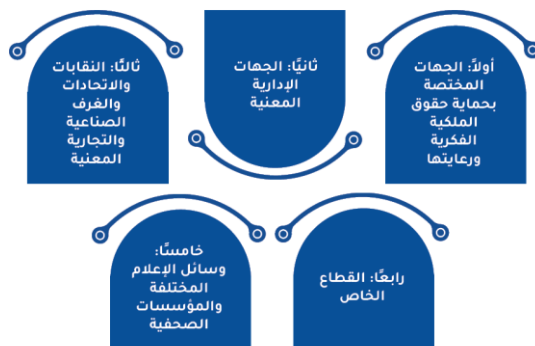 أولاً: الجهات
المختصة
بحماية حقوق
الملكية
الفكرية
ورعايتها
ثانيًا: الجهات
الإدارية
المعنية
ثالثًا: النقابات
والاتحادات
والغرف
الصناعية
والتجارية
المعنية
رابعًا: القطاع
الخاص
خامسًا:
وسائل الإعلام
المختلفة
والمؤسسات
الصحفية